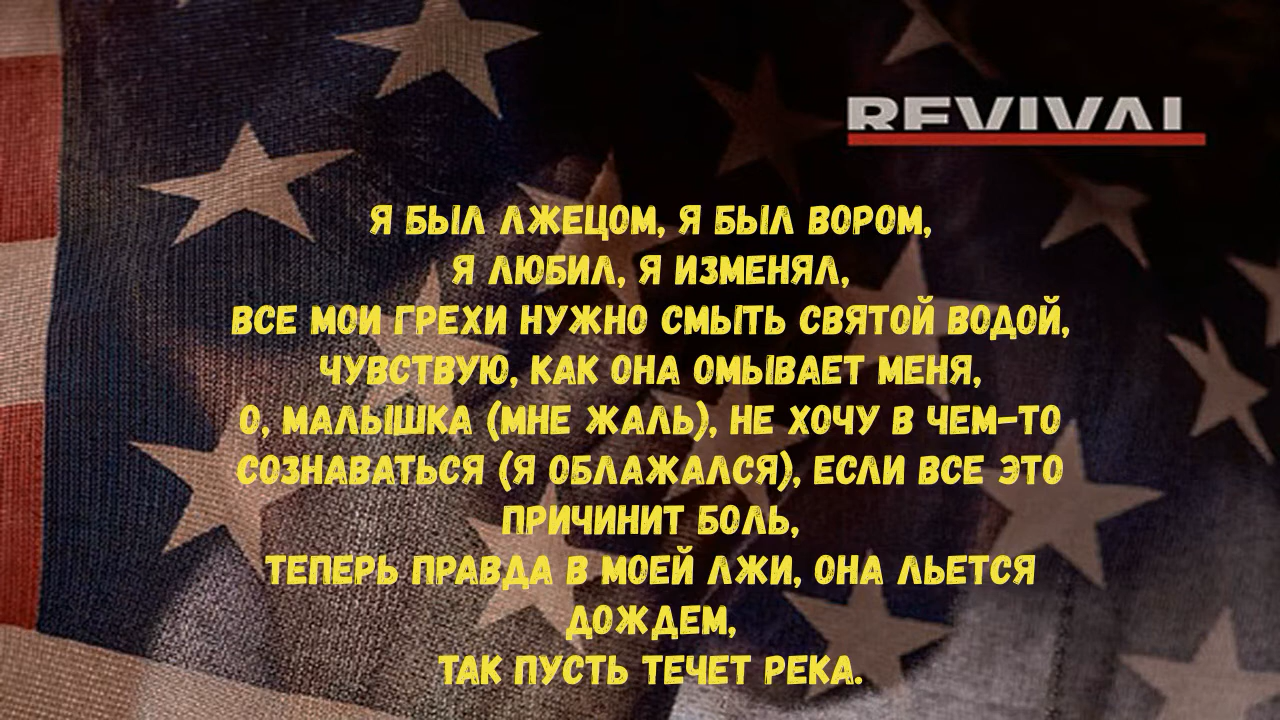 REVIVAL
Я БЫЛ ЛЖЕЦОМ, Я БЫЛ ВОРОМ,
Я ЛЮБИЛ, Я ИЗМЕНЯЛ,
ВСЕ МОИ ГРЕХИ НУЖНО СМЫТЬ СВЯТОЙ ВОДОЙ,
ЧУВСТВУЮ, КАК ОНА ОМЫВАЕТ МЕНЯ,
О, МАЛЫШКА (МНЕ ЖАЛЬ), НЕ ХОЧУ В ЧЕМ-ТО
СОЗНАВАТЬСЯ (Я ОБЛАЖАЛСЯ), ЕСЛИ ВСЕ ЭТО
ПРИЧИНИТ БОЛЬ,
ТЕПЕРЬ ПРАВДА В МОЕЙ ЛЖИ, ОНА ЛЬЕТСЯ
ДОЖДЕМ,
ТАК ПУСТЬ ТЕЧЕТ РЕКА.